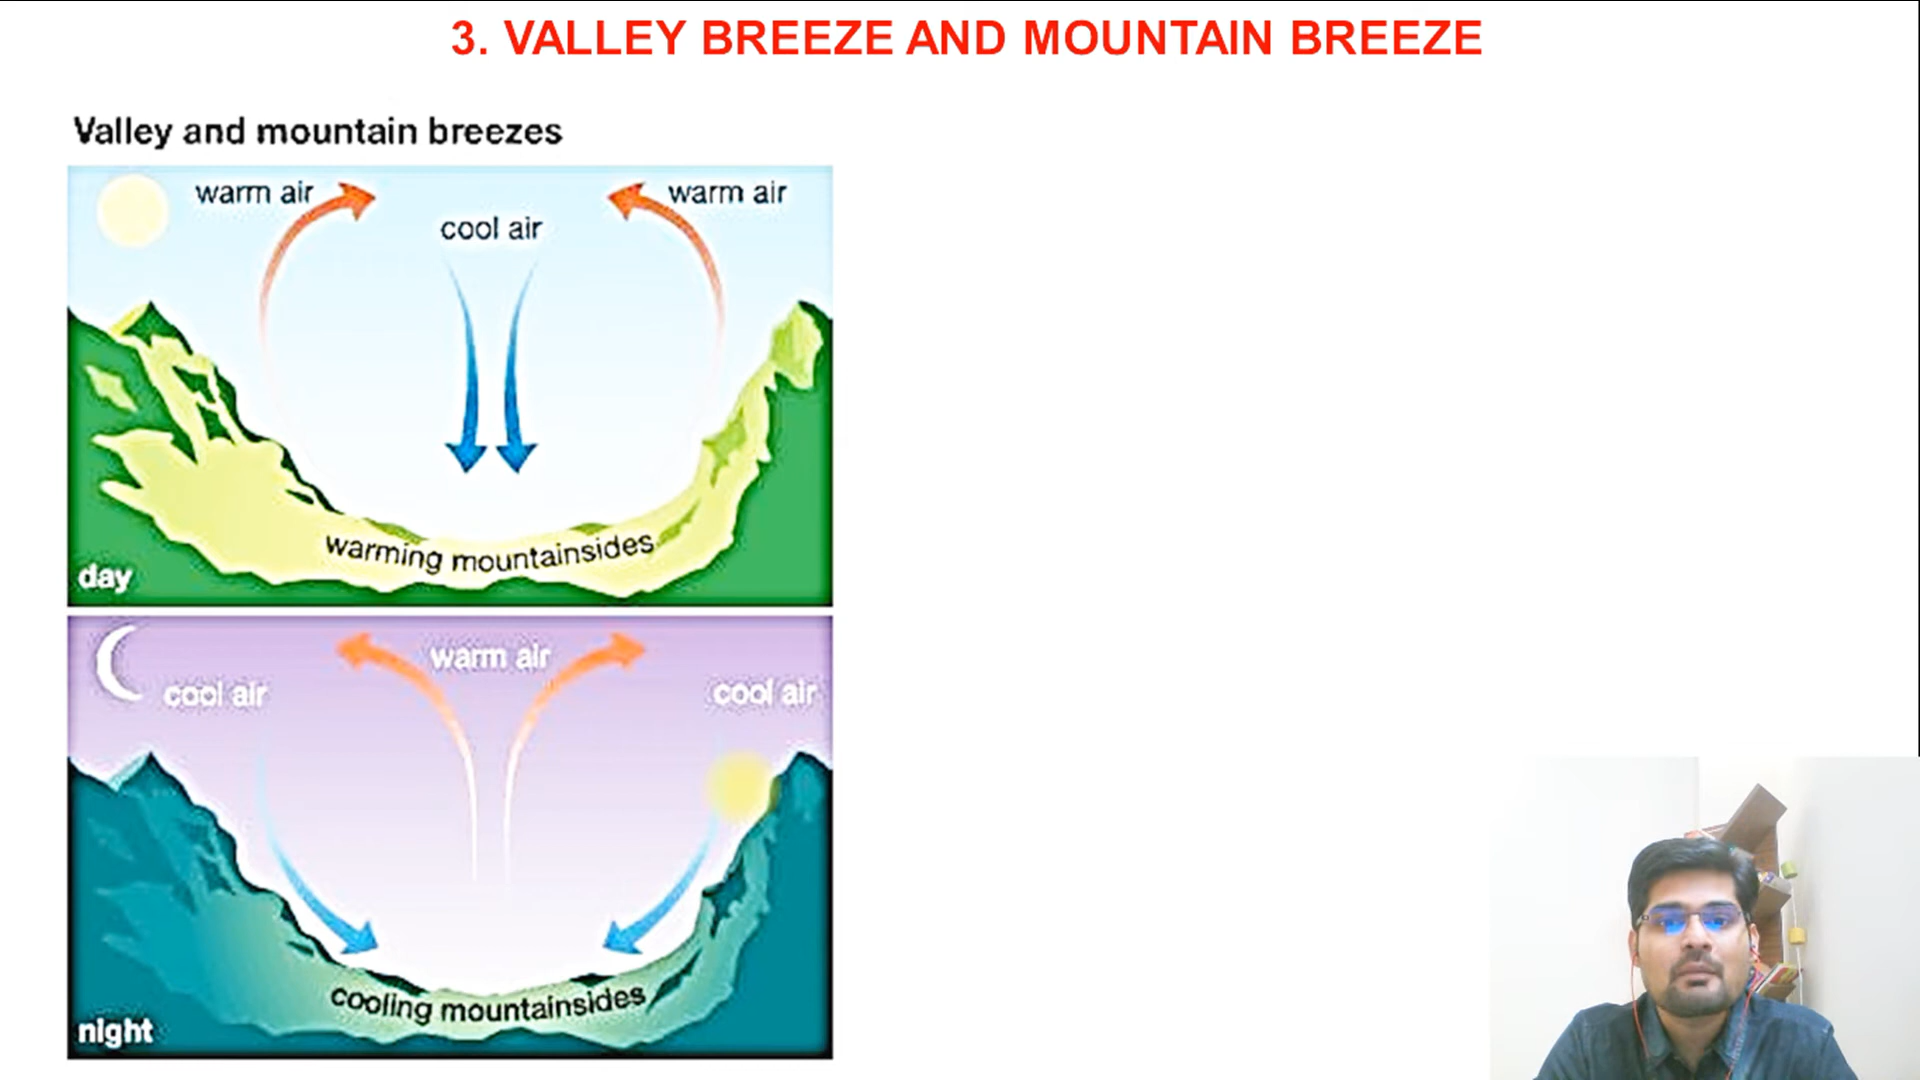 3. VALLEY BREEZE AND MOUNTAIN BREEZE
Valley and mountain breezes
warm air
warm air
cool air
warming mountainsides
day
warm air
cool air
cool air
cooling mountainsides
night